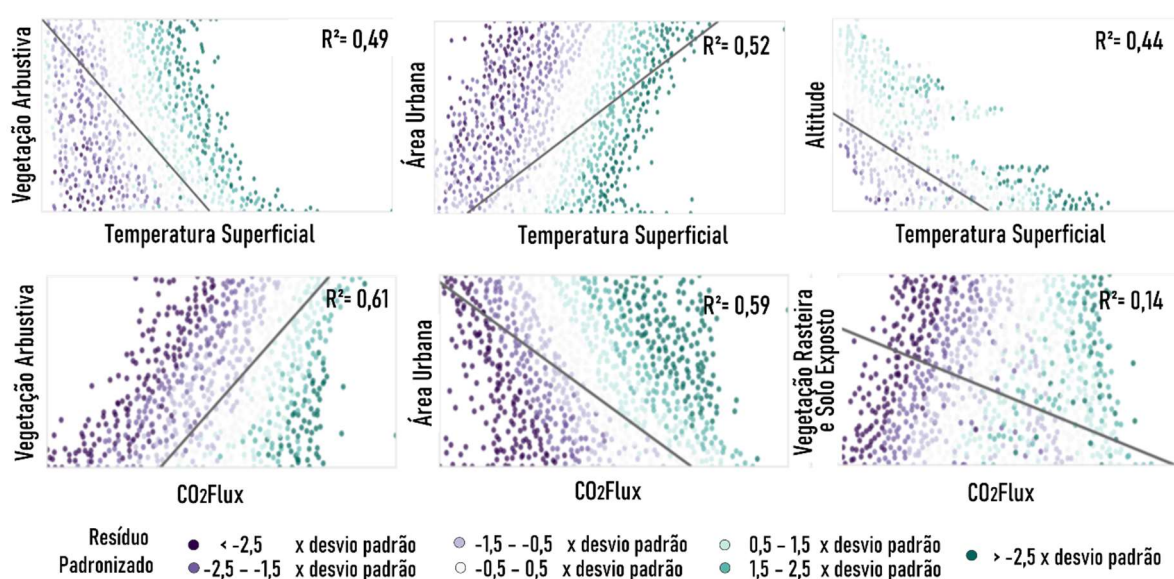 Vegetação Arbustiva
R²= 0,49
Temperatura Superficial
Área Urbana
R²= 0,52
Temperatura Superficial
Altitude
R²= 0,44
Temperatura Superficial
Vegetação Arbustiva
R²= 0,61
CO2Flux
Área Urbana
R²= 0,59
CO2Flux
Vegetação Rasteira
e Solo Exposto
R²= 0,14
CO2Flux
Resíduo
Padronizado
< -2,5 x desvio padrão
-2,5 – -1,5 x desvio padrão
-1,5 – -0,5 x desvio padrão
-0,5 – 0,5 x desvio padrão
0,5 – 1,5 x desvio padrão
1,5 – 2,5 x desvio padrão
> -2,5 x desvio padrão